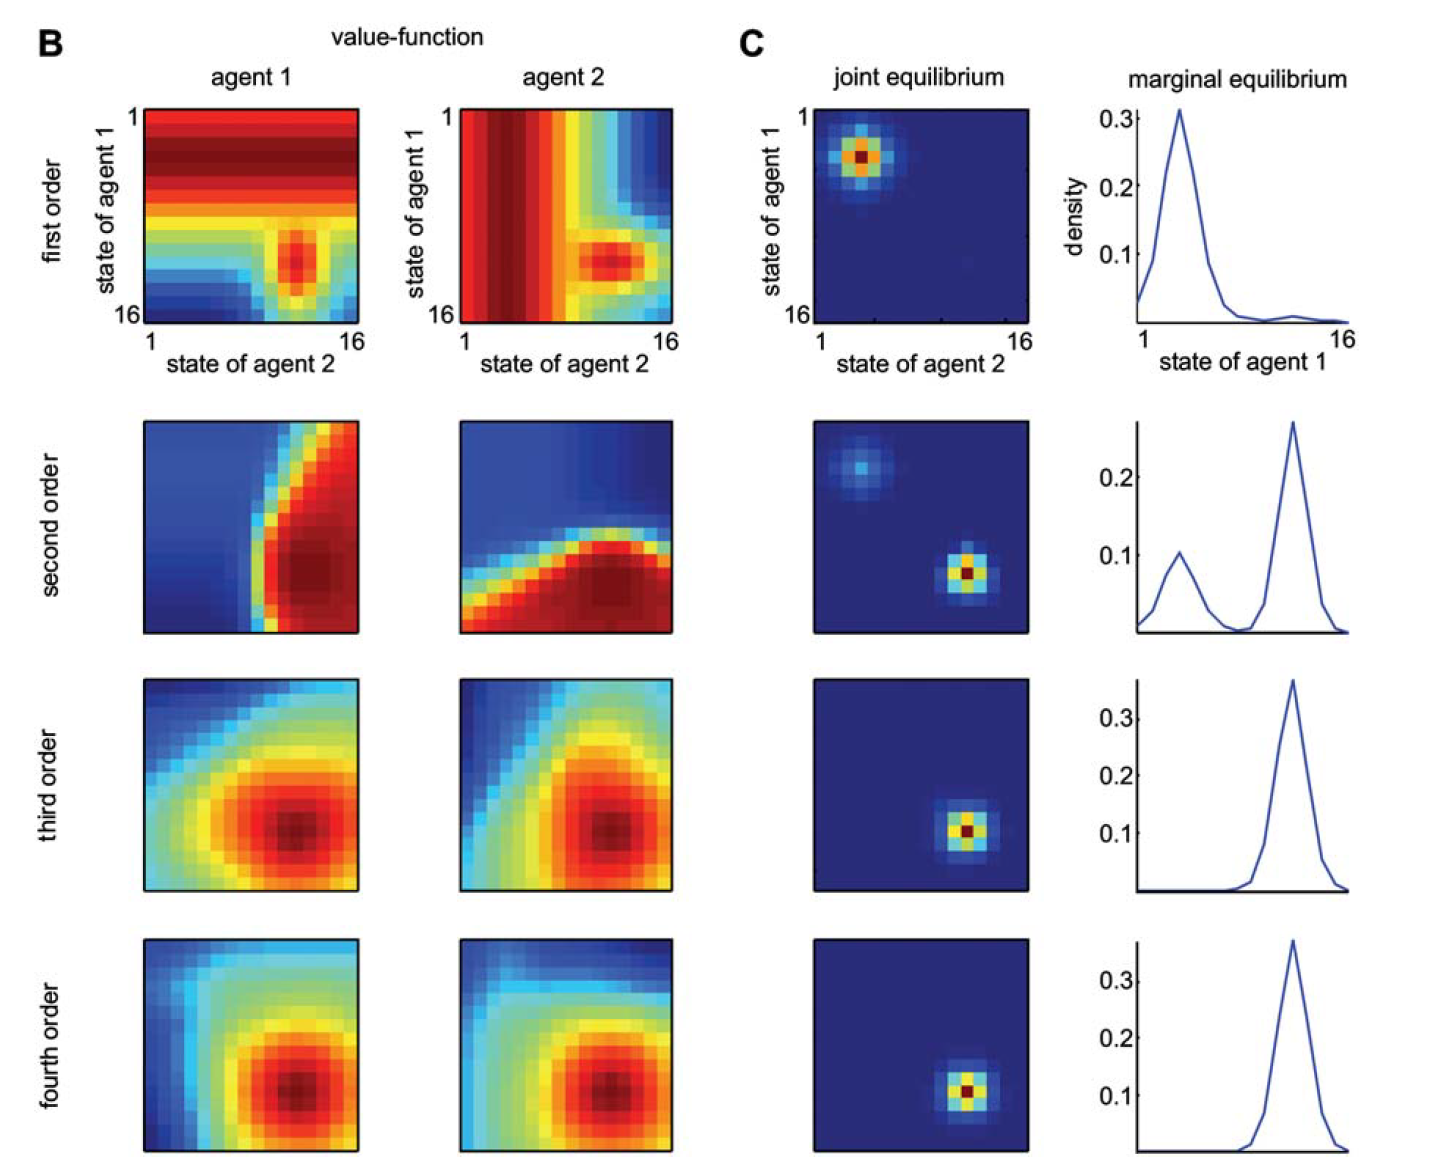 B
value-function
C
agent 1
agent 2
joint equilibrium
marginal equilibrium
first order
state of agent 1
1
16
1
16
state of agent 2
state of agent 1
1
16
1
16
state of agent 2
state of agent 1
1
16
1
16
state of agent 2
density
0.3
0.2
0.1
1
16
state of agent 1
second order
0.2
0.1
third order
0.3
0.2
0.1
fourth order
0.3
0.2
0.1